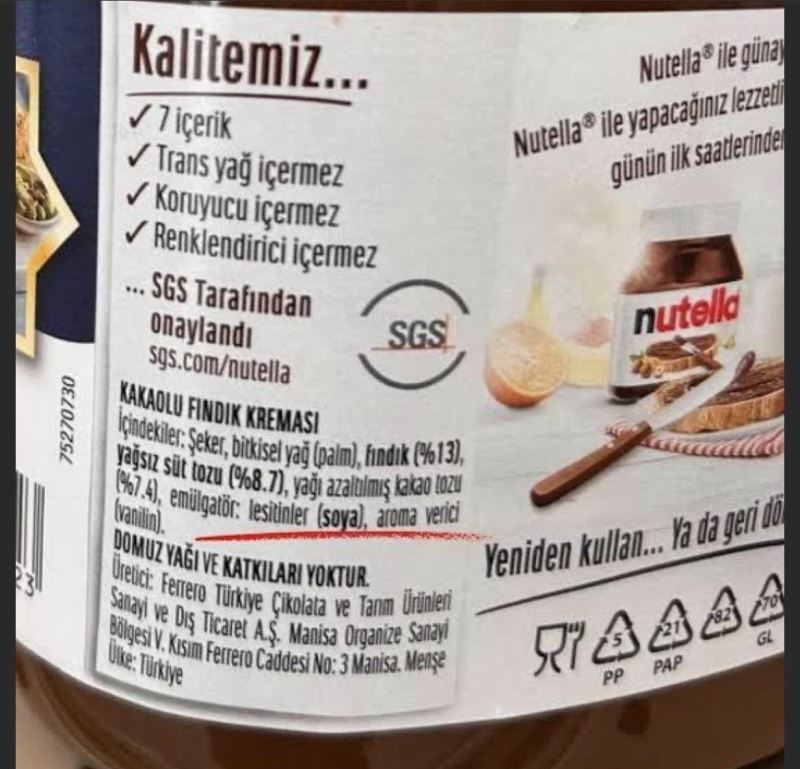 Kalitemiz...
✓ 7 içerik
✓ Trans yağ içermez
✓ Koruyucu içermez
✓ Renklendirici içermez
... SGS Tarafından
onaylandı
sgs.com/nutella
SGS
75270730
KAKAOLU FINDIK KREMASI
İçindekiler: Şeker, bitkisel yağ (palm), fındık (%13),
yağsız süt tozu (%8.7), yağı azaltılmış kakao tozu
(%7.4), emülgatör: lesitinler (soya), aroma verici
(vanilin).
DOMUZ YAĞI VE KATKILARI YOKTUR.
Üretici: Ferrero Türkiye Çikolata ve Tarım Ürünleri
Sanayi ve Dış Ticaret A.Ş. Manisa Organize Sanayi
Bölgesi V. Kısım Ferrero Caddesi No: 3 Manisa. Menşe
Ülke: Türkiye
23
Nutella® ile günay
Nutella® ile yapacağınız lezzetli
günün ilk saatlerinde
nutella
Yeniden kullan... Ya da geri dö
5
PP
21
PAP
82
70
GL